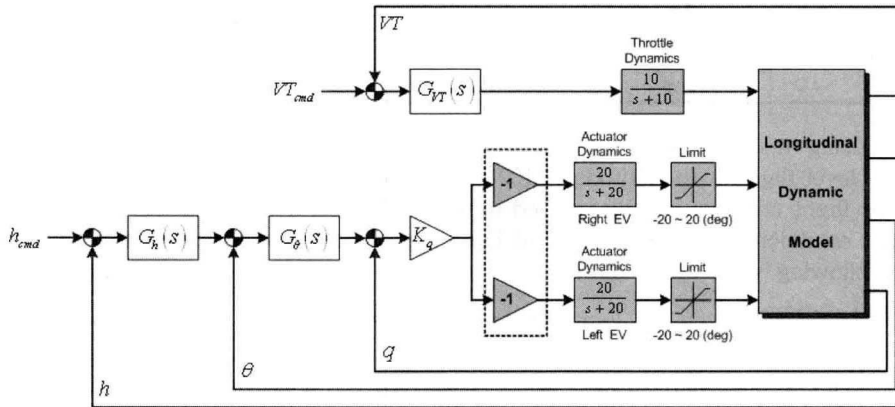 VT
Throttle
Dynamics
VT_cmd
G_VT(s)
10
s + 10
Longitudinal
Dynamic
Model
Actuator
Dynamics
Limit
-1
20
s + 20
Right EV
-20 ~ 20 (deg)
h_cmd
G_h(s)
G_θ(s)
K_q
Actuator
Dynamics
Limit
-1
20
s + 20
Left EV
-20 ~ 20 (deg)
q
θ
h